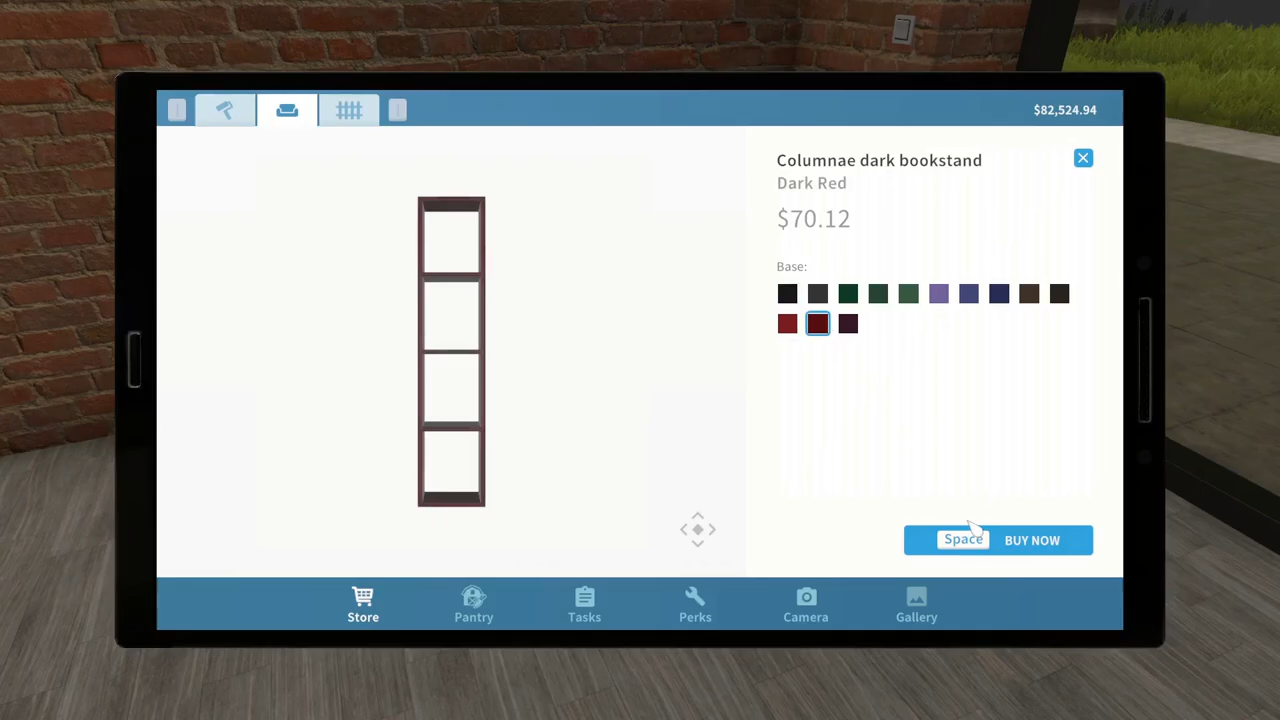 $82,524.94
Columnae dark bookstand
Dark Red
$70.12
Base:
Space BUY NOW
Store Pantry Tasks Perks Camera Gallery